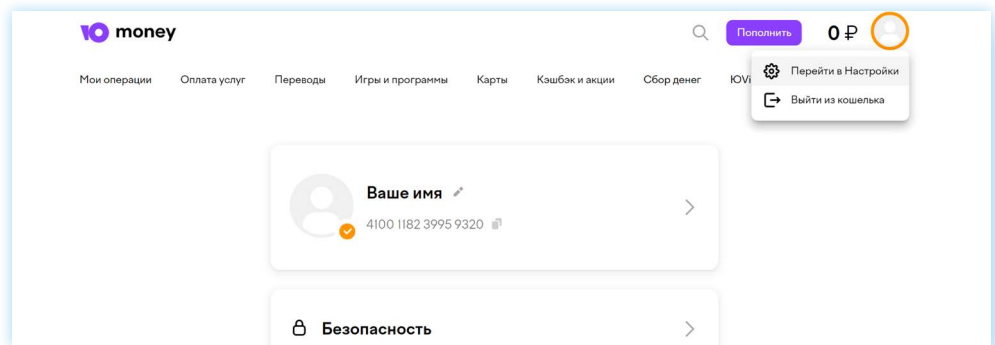 Ю money
Пополнить
0 ₽
Мои операции
Оплата услуг
Переводы
Игры и программы
Карты
Кэшбэк и акции
Сбор денег
ЮVi
Перейти в Настройки
Выйти из кошелька
Ваше имя
4100 1182 3995 9320
Безопасность